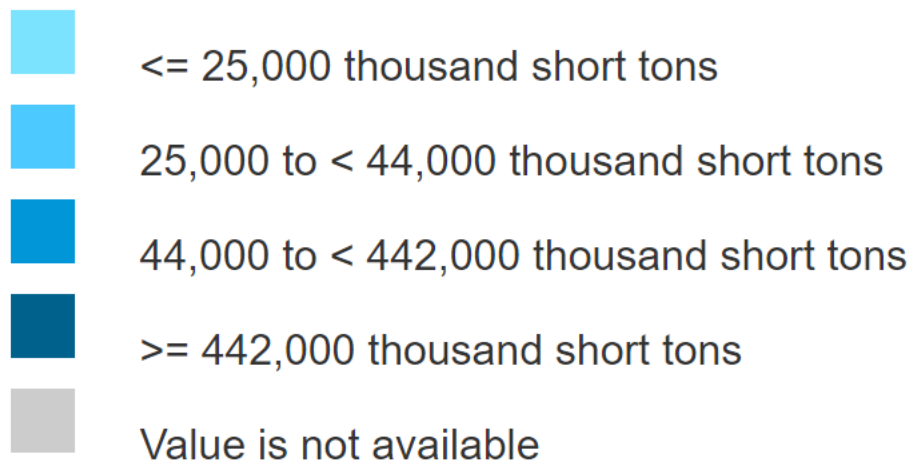 <= 25,000 thousand short tons
25,000 to < 44,000 thousand short tons
44,000 to < 442,000 thousand short tons
>= 442,000 thousand short tons
Value is not available